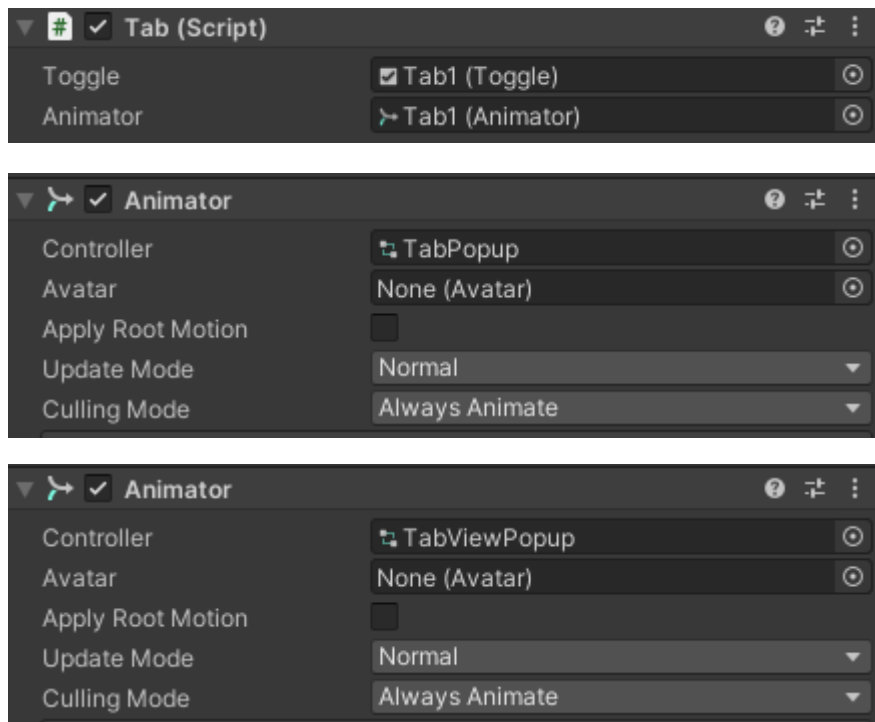 Tab (Script)
Toggle Tab1 (Toggle)
Animator Tab1 (Animator)
Animator
Controller TabPopup
Avatar None (Avatar)
Apply Root Motion
Update Mode Normal
Culling Mode Always Animate
Animator
Controller TabViewPopup
Avatar None (Avatar)
Apply Root Motion
Update Mode Normal
Culling Mode Always Animate